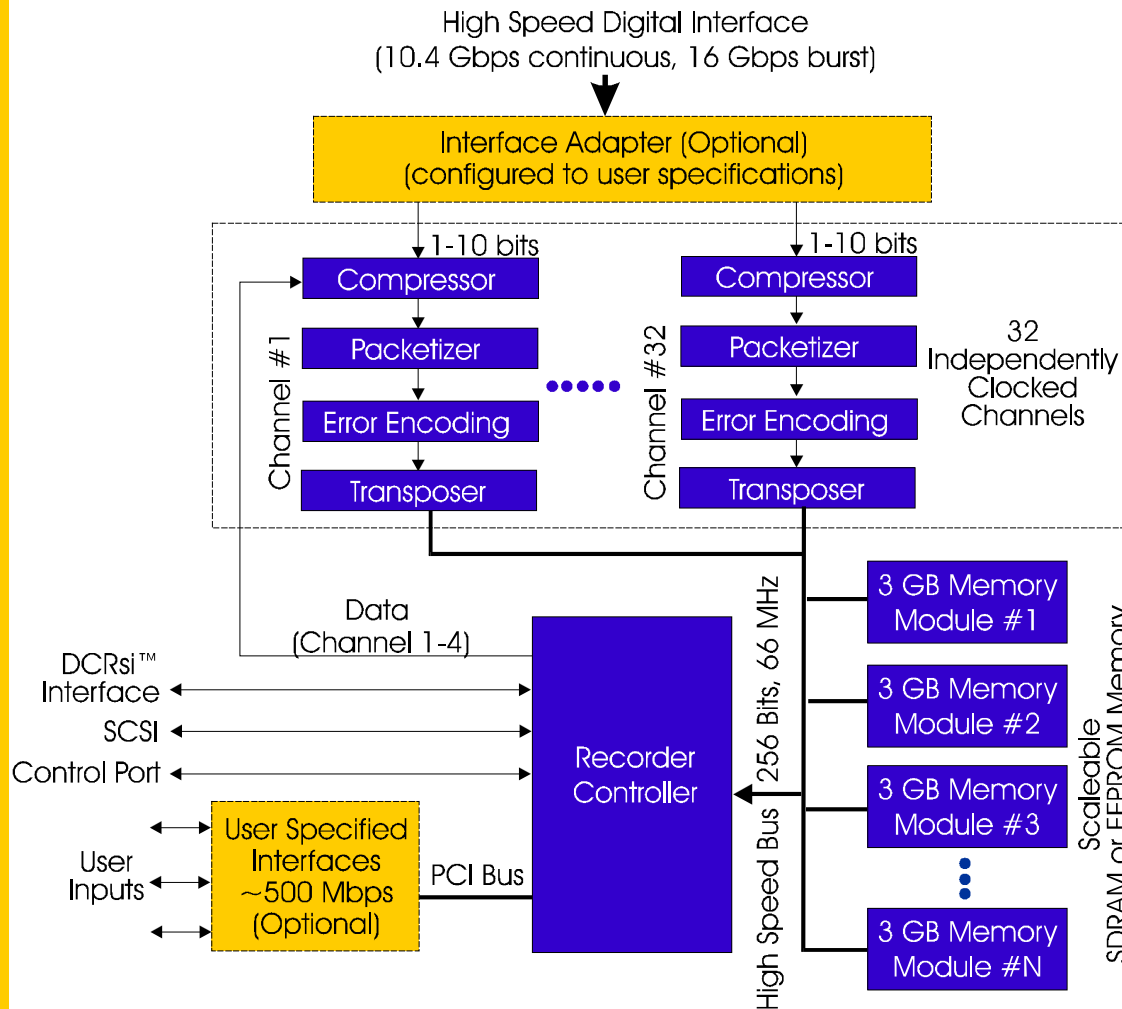 High Speed Digital Interface
(10.4 Gbps continuous, 16 Gbps burst)
Interface Adapter (Optional)
(configured to user specifications)
1-10 bits
1-10 bits
Compressor
Packetizer
Error Encoding
Transposer
Channel #1
Compressor
Packetizer
Error Encoding
Transposer
Channel #32
32
Independently
Clocked
Channels
Data
(Channel 1-4)
DCRsi™
Interface
SCSI
Control Port
User
Inputs
User Specified
Interfaces
~500 Mbps
(Optional)
PCI Bus
Recorder
Controller
High Speed Bus 256 Bits, 66 MHz
3 GB Memory
Module #1
3 GB Memory
Module #2
3 GB Memory
Module #3
3 GB Memory
Module #N
Scaleable
SDRAM or EEPROM Memory